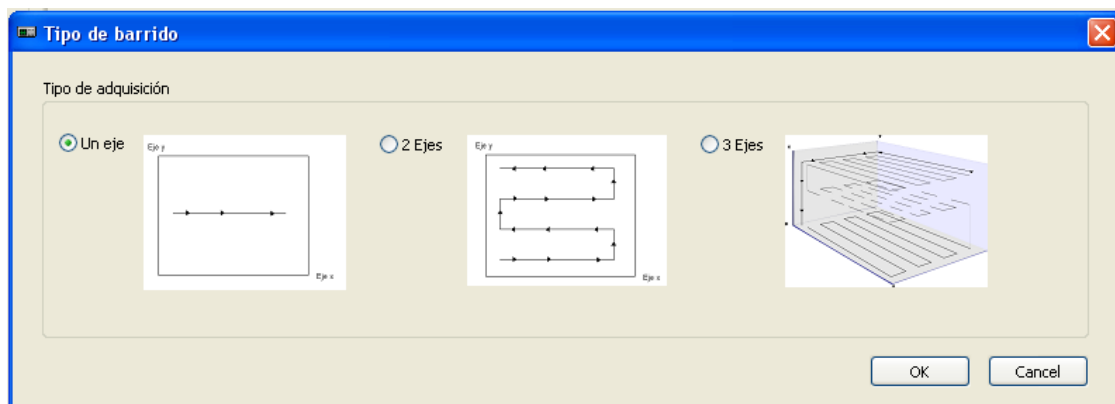 Tipo de barrido
Tipo de adquisición
Un eje
Eje y
Eje x
2 Ejes
Eje y
Eje x
3 Ejes
OK
Cancel